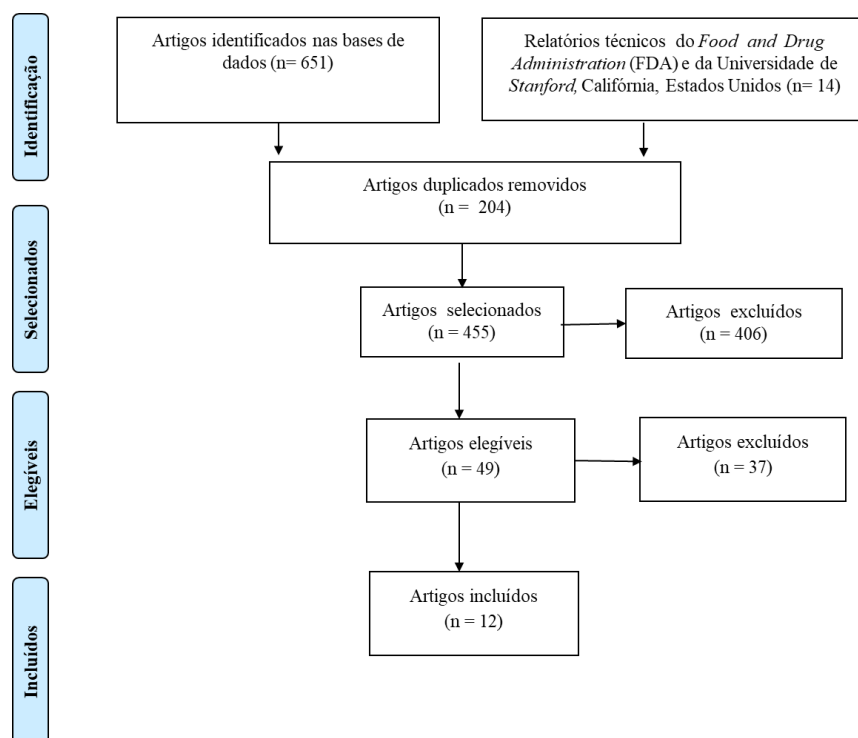 Identificação
Artigos identificados nas bases de
dados (n= 651)
Relatórios técnicos do Food and Drug
Administration (FDA) e da Universidade de
Stanford, Califórnia, Estados Unidos (n= 14)
Artigos duplicados removidos
(n = 204)
Selecionados
Artigos selecionados
(n = 455)
Artigos excluídos
n = 406)
Elegíveis
Artigos elegíveis
(n = 49)
Artigos excluídos
(n = 37)
Incluídos
Artigos incluídos
(n = 12)